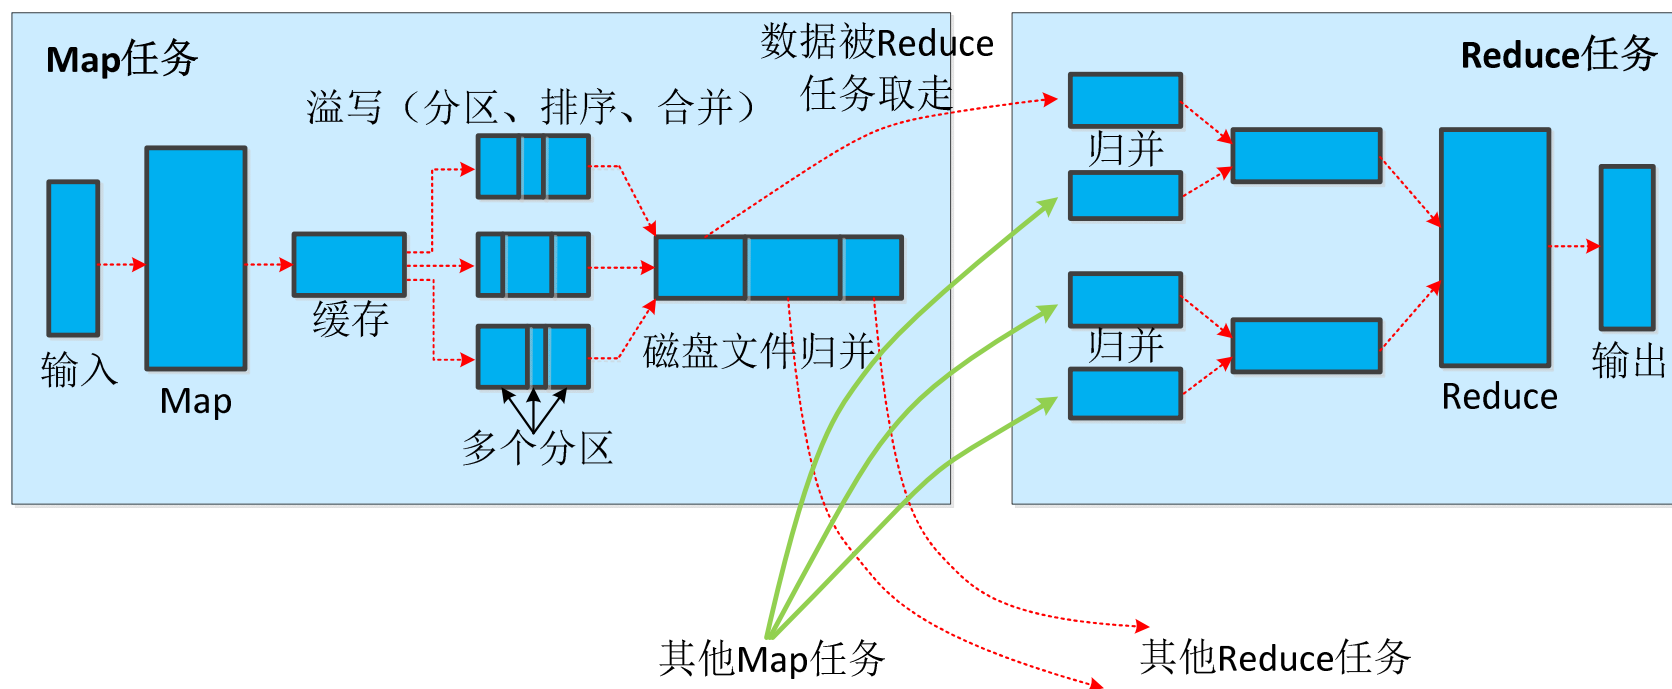 Map任务
数据被Reduce
任务取走
Reduce任务
溢写（分区、排序、合并）
归并
缓存
归并
输入
磁盘文件归并
输出
Map
Reduce
多个分区
其他Map任务
其他Reduce任务